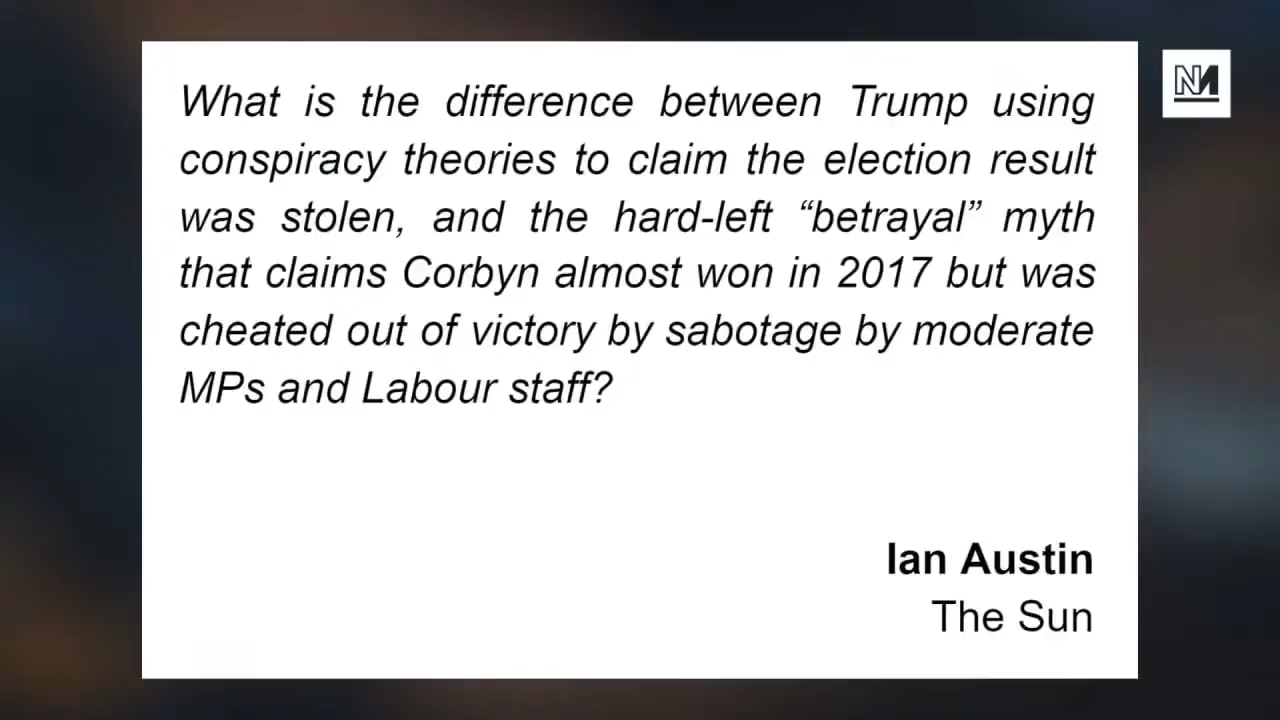 What is the difference between Trump using
conspiracy theories to claim the election result
was stolen, and the hard-left “betrayal” myth
that claims Corbyn almost won in 2017 but was
cheated out of victory by sabotage by moderate
MPs and Labour staff?
Ian Austin
The Sun
NM